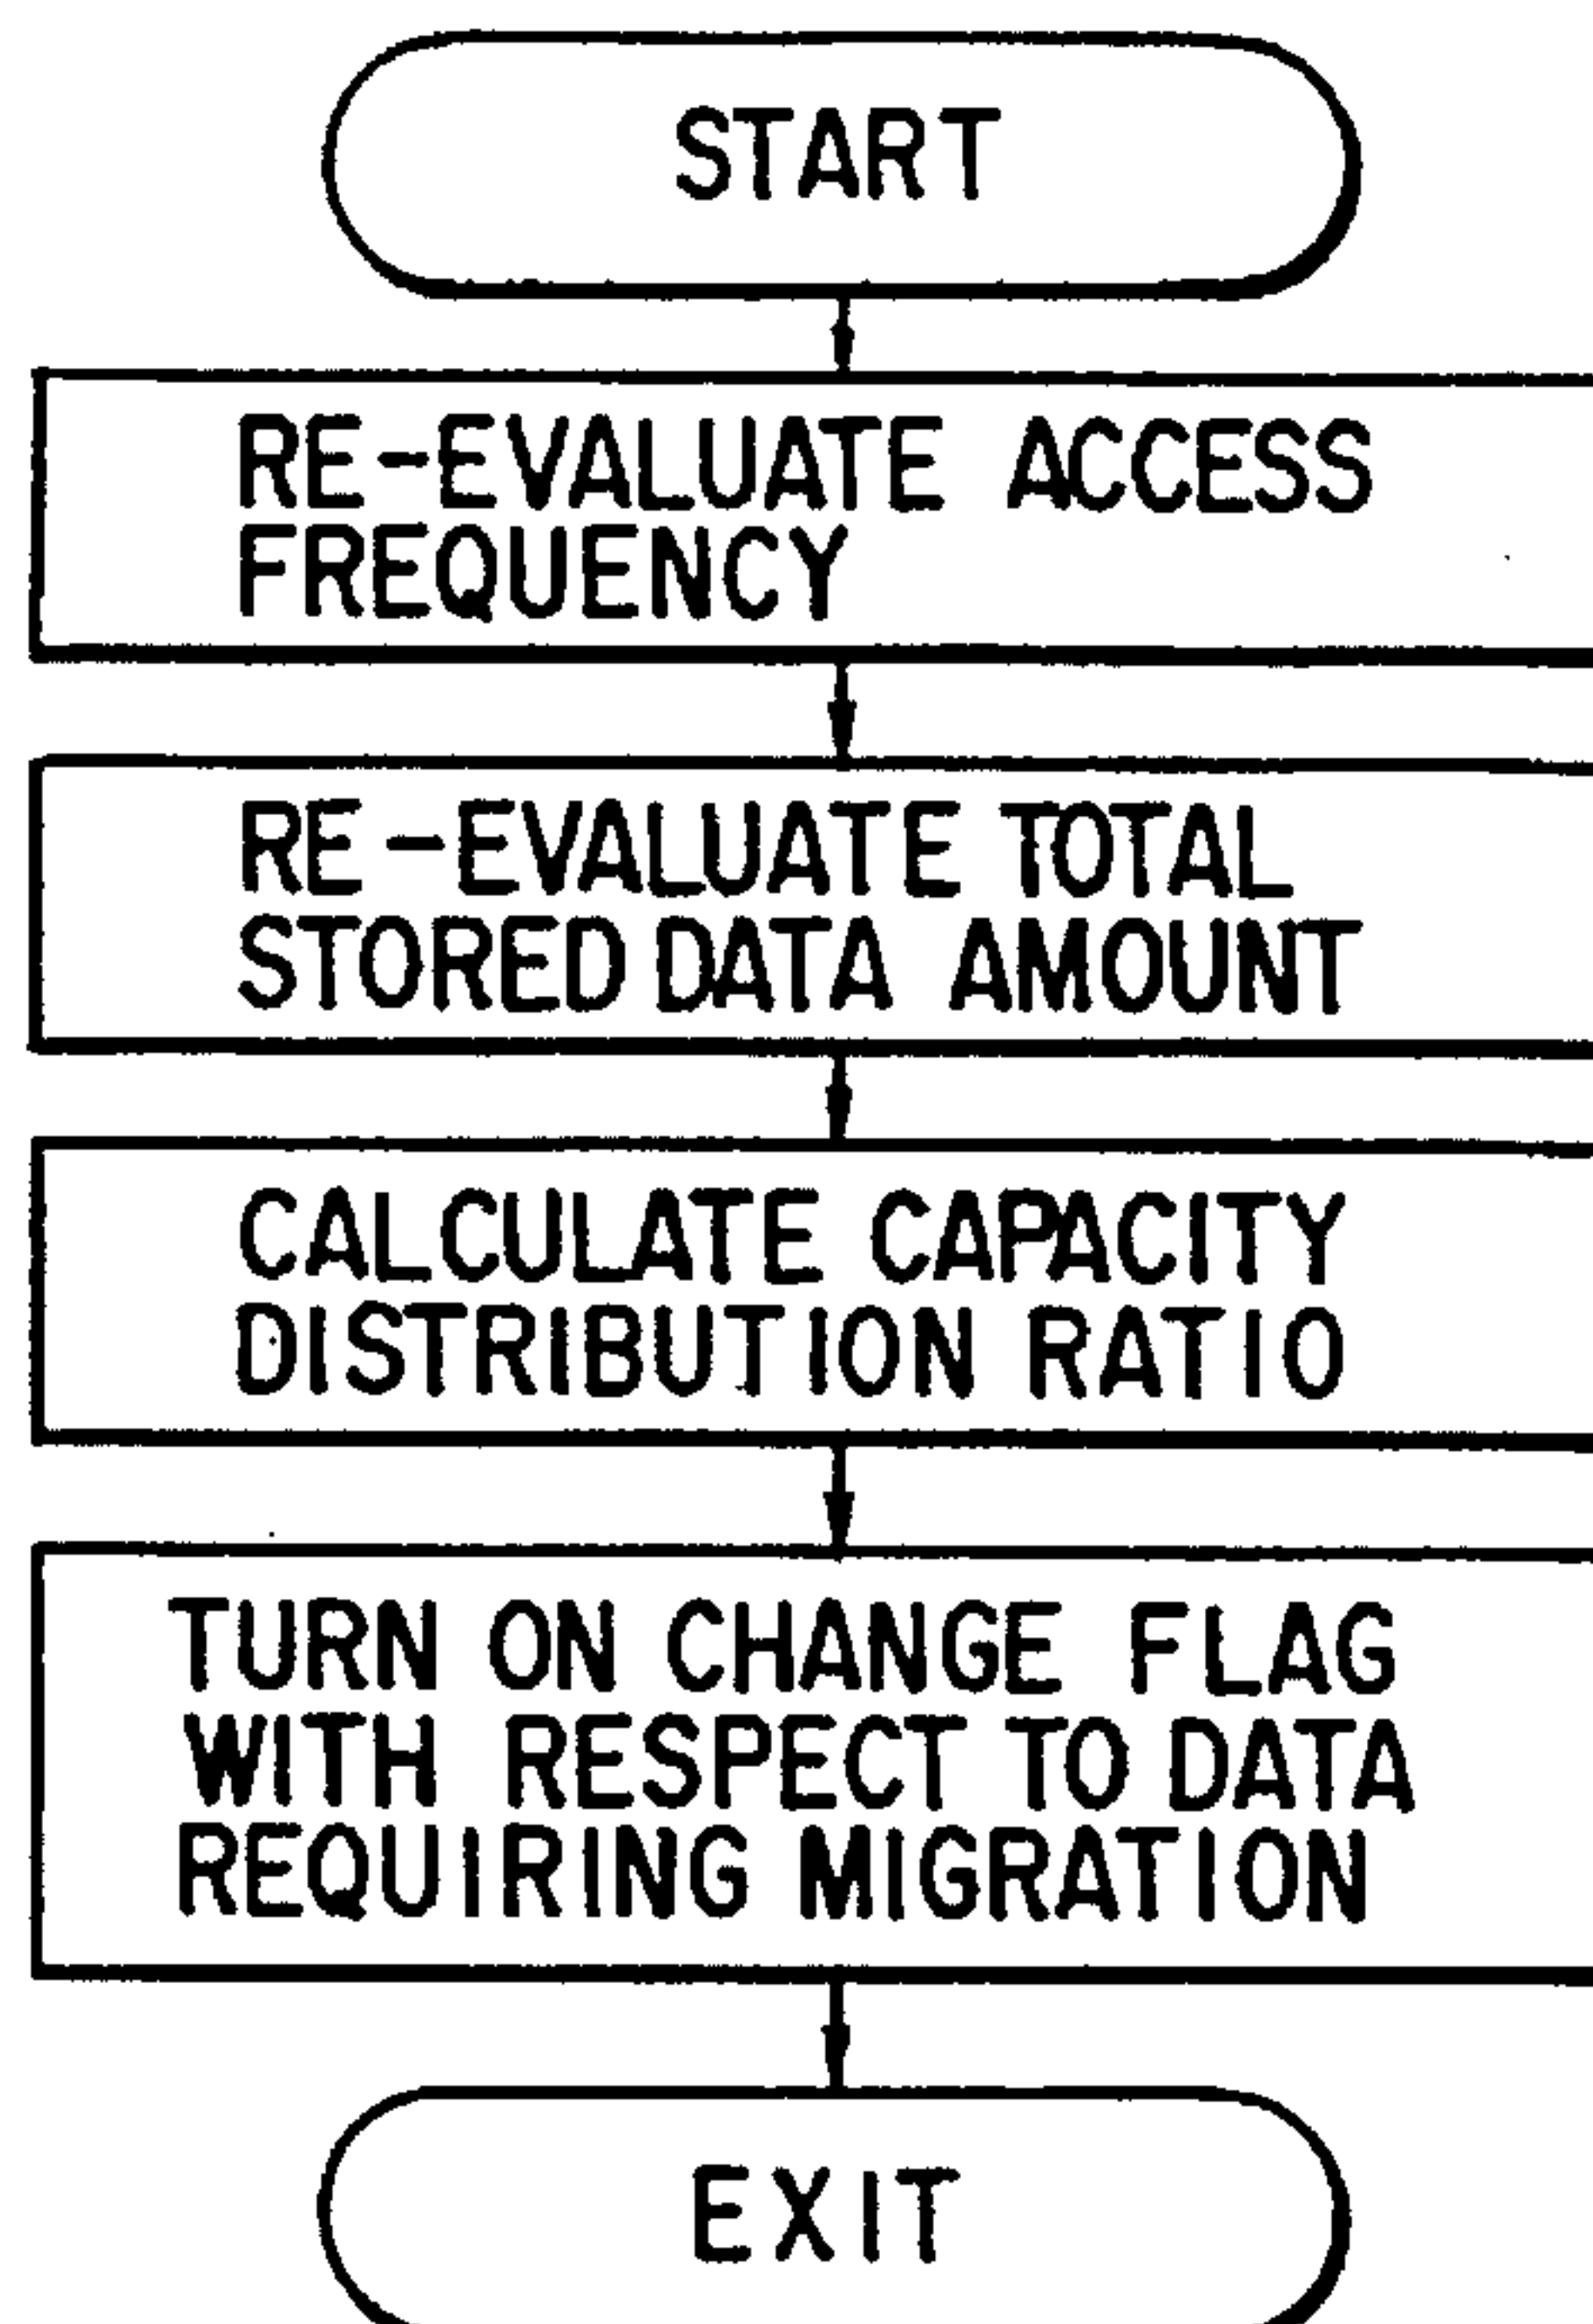 START
RE-EVALUATE ACCESS
FREQUENCY
RE-EVALUATE TOTAL
STORED DATA AMOUNT
CALCULATE CAPACITY
DISTRIBUTION RATIO
TURN ON CHANGE FLAG
WITH RESPECT TO DATA
REQUIRING MIGRATION
EXIT